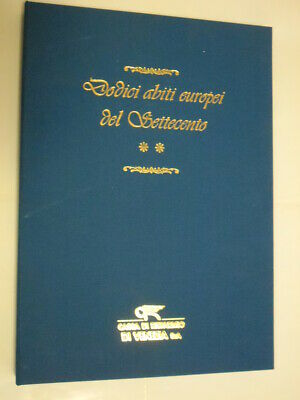 Dodici abiti europei
del Settecento
* *
CASSA DI RISPARMIO
DI VENEZIA S.p.A.